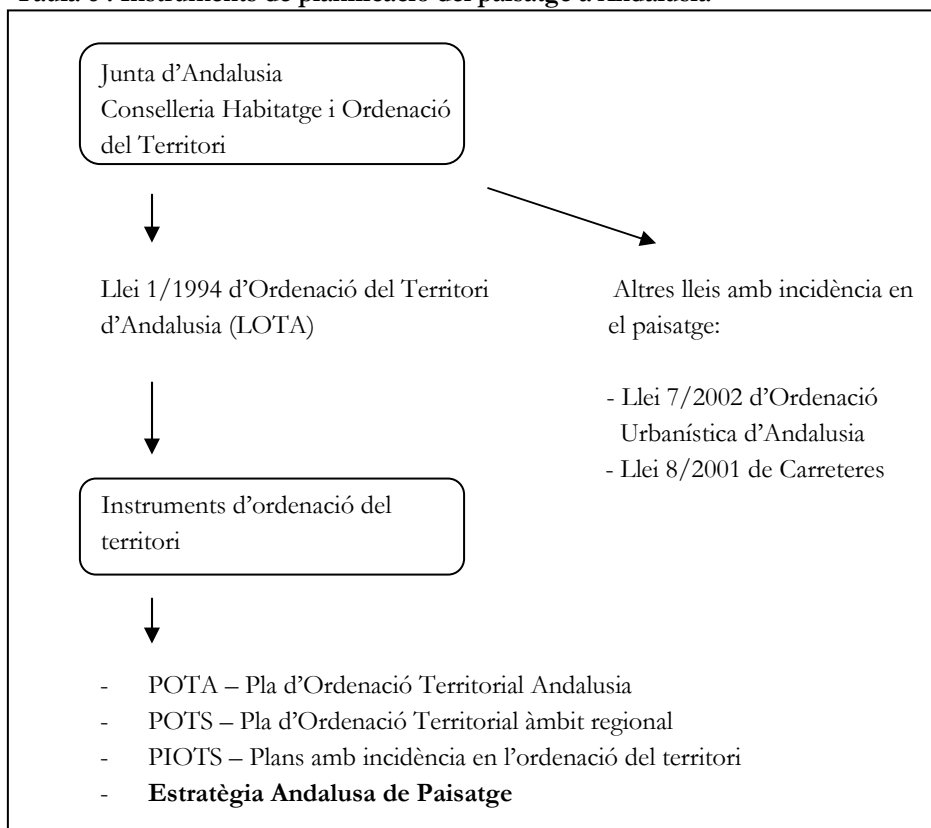 Junta d'Andalusia
Conselleria Habitatge i Ordenació
del Territori
Llei 1/1994 d'Ordenació del Territori
d'Andalusia (LOTA)
Altres lleis amb incidència en
el paisatge:
- Llei 7/2002 d'Ordenació
Urbanística d'Andalusia
- Llei 8/2001 de Carreteres
Instruments d'ordenació del
territori
- POTA – Pla d'Ordenació Territorial Andalusia
- POTS – Pla d'Ordenació Territorial àmbit regional
- PIOTS – Plans amb incidència en l'ordenació del territori
- Estratègia Andalusa de Paisatge